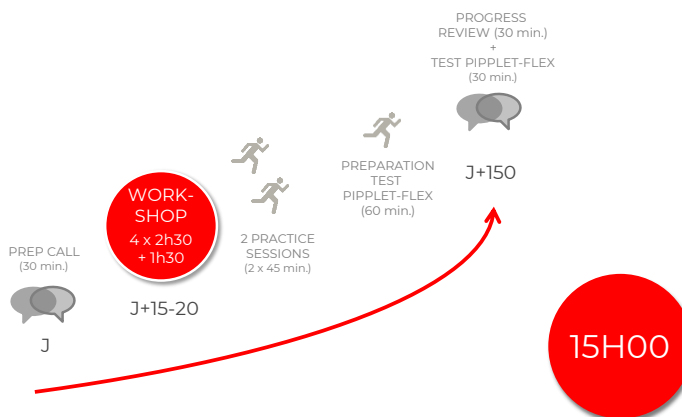 PREP CALL
(30 min.)
J
WORK-
SHOP
4 x 2h30
+ 1h30
J+15-20
2 PRACTICE
SESSIONS
(2 x 45 min.)
PREPARATION
TEST
PIPPLET-FLEX
(60 min.)
PROGRESS
REVIEW (30 min.)
+
TEST PIPPLET-FLEX
(30 min.)
J+150
15H00